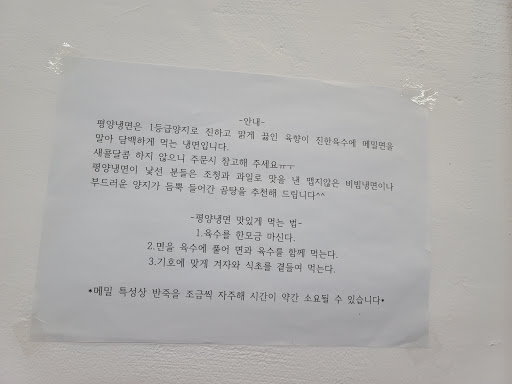 -안내-
평양냉면은 1등급양지로 진하고 맑게 끓인 육향이 진한육수에 메밀면을
말아 담백하게 먹는 냉면입니다.
새콜달콤 하지 않으니 주문시 참고해 주세요ㅠㅜ
평양냉면이 낯선 분들은 조청과 과일로 맛을 낸 맵지않은 비빔냉면이나
부드러운 양지가 듬뿍 들어간 곰탕을 추천해 드립니다^^
-평양냉면 맛있게 먹는 법-
1.육수를 한모금 마신다.
2.면을 육수에 풀어 면과 육수를 함께 먹는다.
3.기호에 맞게 겨자와 식초를 곁들여 먹는다.
*메밀 특성상 반죽을 조금씩 자주해 시간이 약간 소요될 수 있습니다*